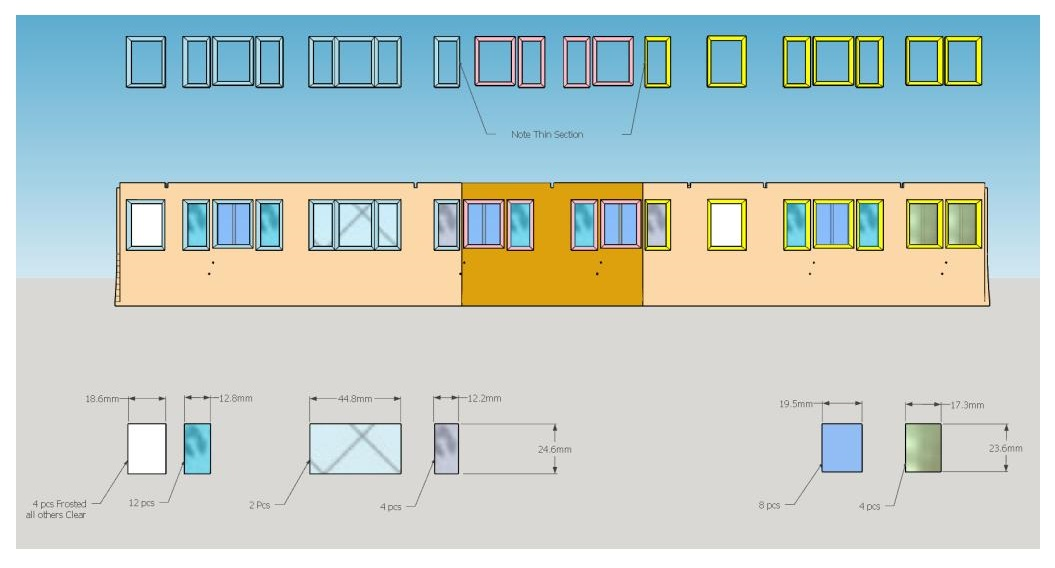 Note Thin Section
18.6mm
12.8mm
44.8mm
12.2mm
19.5mm
17.3mm
24.6mm
23.6mm
4 pcs Frosted
all others Clear
12 pcs
2 Pcs
4 pcs
8 pcs
4 pcs